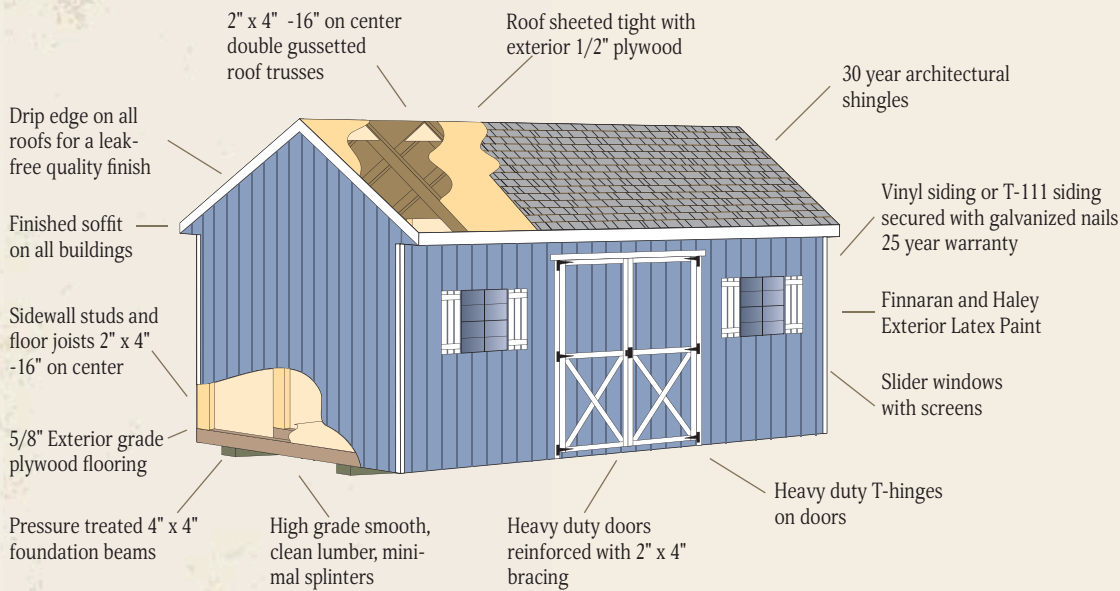 2" x 4" -16" on center
double gussetted
roof trusses
Roof sheeted tight with
exterior 1/2" plywood
30 year architectural
shingles
Drip edge on all
roofs for a leak-
free quality finish
Vinyl siding or T-111 siding
secured with galvanized nails
25 year warranty
Finished soffit
on all buildings
Finnaran and Haley
Exterior Latex Paint
Sidewall studs and
floor joists 2" x 4"
-16" on center
Slider windows
with screens
5/8" Exterior grade
plywood flooring
Heavy duty T-hinges
on doors
Pressure treated 4" x 4"
foundation beams
High grade smooth,
clean lumber, mini-
mal splinters
Heavy duty doors
reinforced with 2" x 4"
bracing